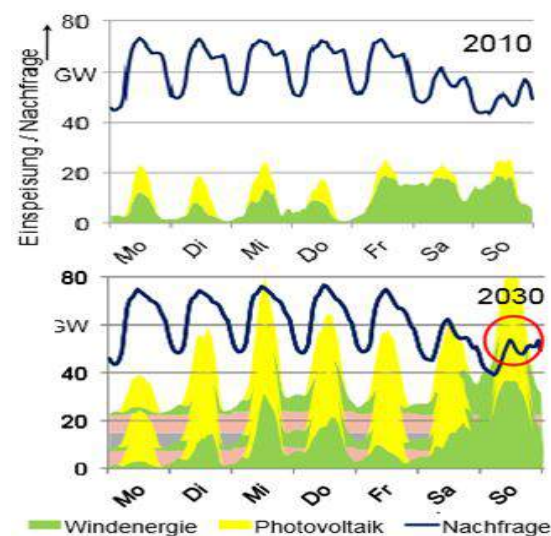 80
2010
GW
40
20
0
Einspeisung / Nachfrage
Mo Di Mi Do Fr Sa So
80
2030
GW
40
20
0
Mo Di Mi Do Fr Sa So
Windenergie Photovoltaik Nachfrage